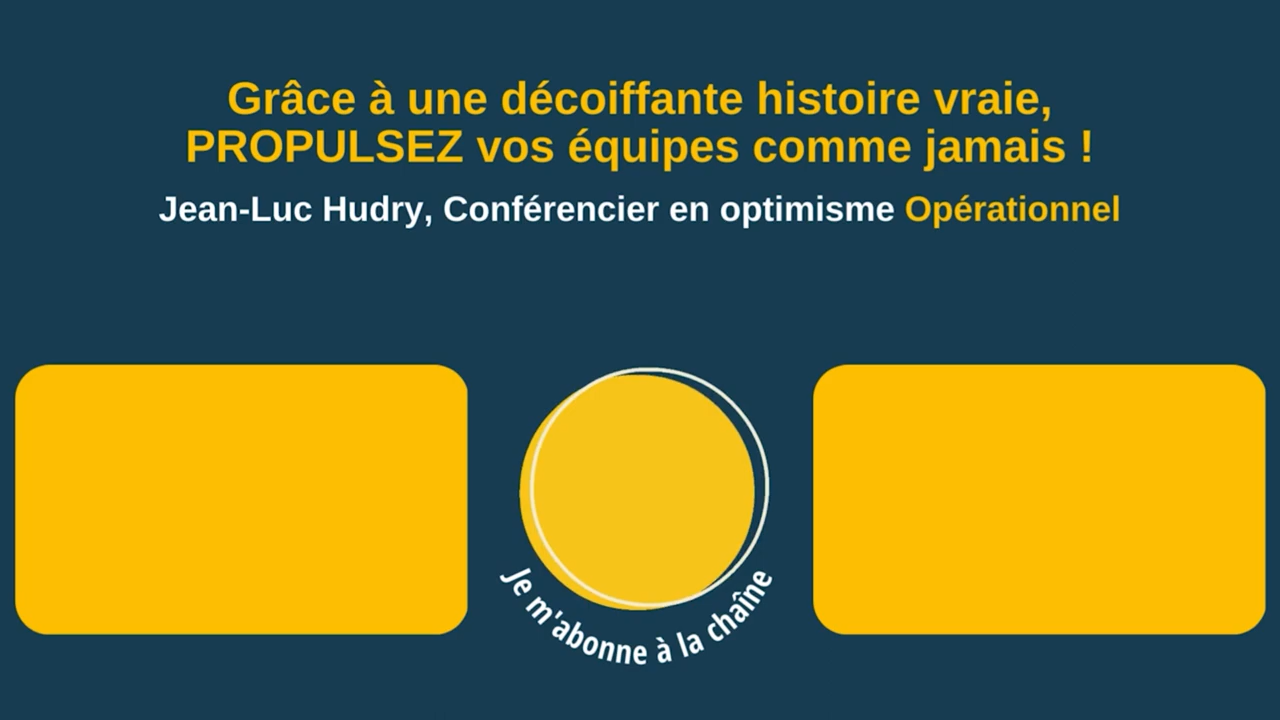 Grâce à une décoiffante histoire vraie,
PROPULSEZ vos équipes comme jamais !
Jean-Luc Hudry, Conférencier en optimisme Opérationnel
Je m'abonne à la chaîne